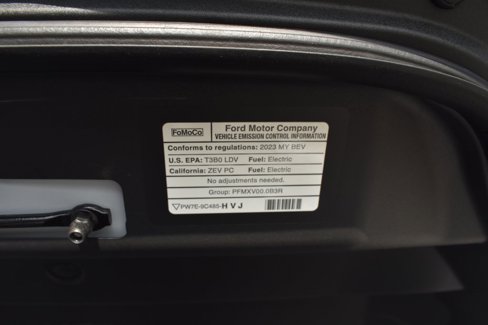 FoMoCo
Ford Motor Company
VEHICLE EMISSION CONTROL INFORMATION
Conforms to regulations: 2023 MY BEV
U.S. EPA: T3B0 LDV Fuel: Electric
California: ZEV PC Fuel: Electric
No adjustments needed.
Group: PFMXV00.0B3R
PW7E-9C485-HVJ